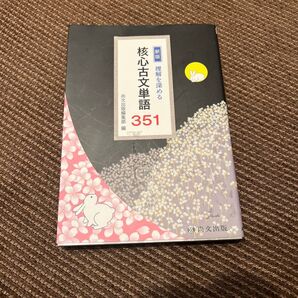 新版
理解を深める
核心古文単語
351
尚文出版編集部 編
尚文出版